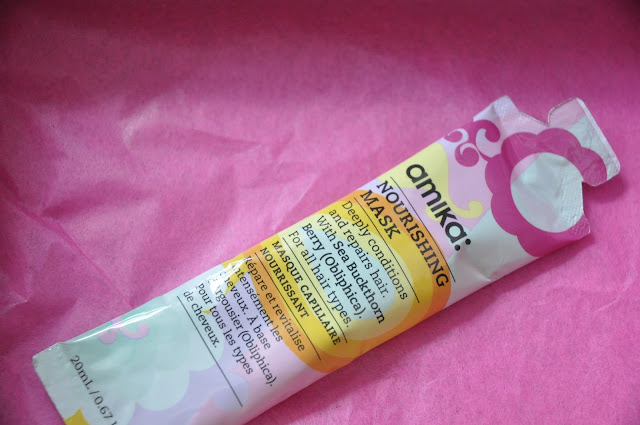 amika:
NOURISHING
MASK
Deeply conditions
and repairs hair.
With Sea Buckthorn
Berry (Obliphica).
For all hair types.
MASQUE CAPILLAIRE
NOURRISSANT
Répare et revitalise
intensément les
cheveux. À base
d'argousier (Obliphica).
Pour tous les types
de cheveux.
20mL / 0.67